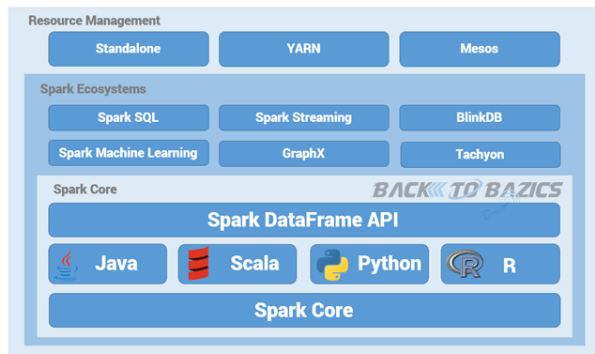 Resource Management
Standalone YARN Mesos
Spark Ecosystems
Spark SQL Spark Streaming BlinkDB
Spark Machine Learning GraphX Tachyon
Spark Core BACK TO BAZICS
Spark DataFrame API
Java Scala Python R R
Spark Core